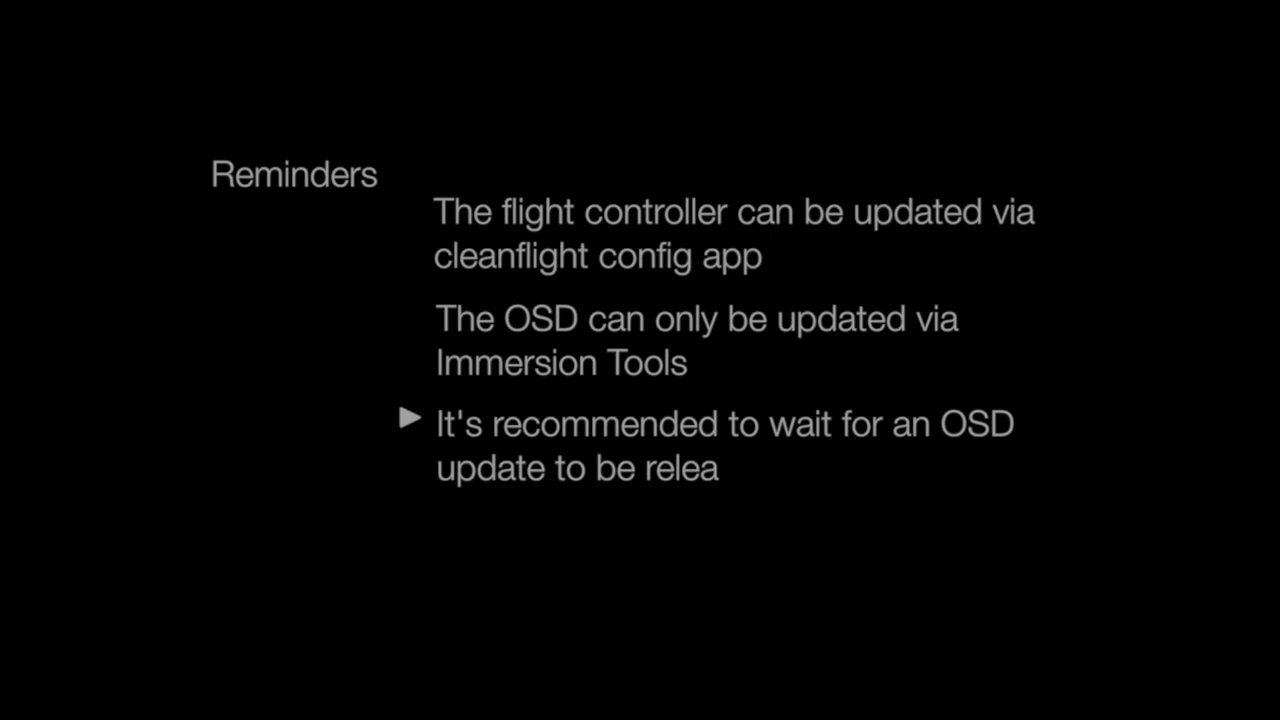 Reminders
The flight controller can be updated via
cleanflight config app
The OSD can only be updated via
Immersion Tools
It's recommended to wait for an OSD
update to be relea